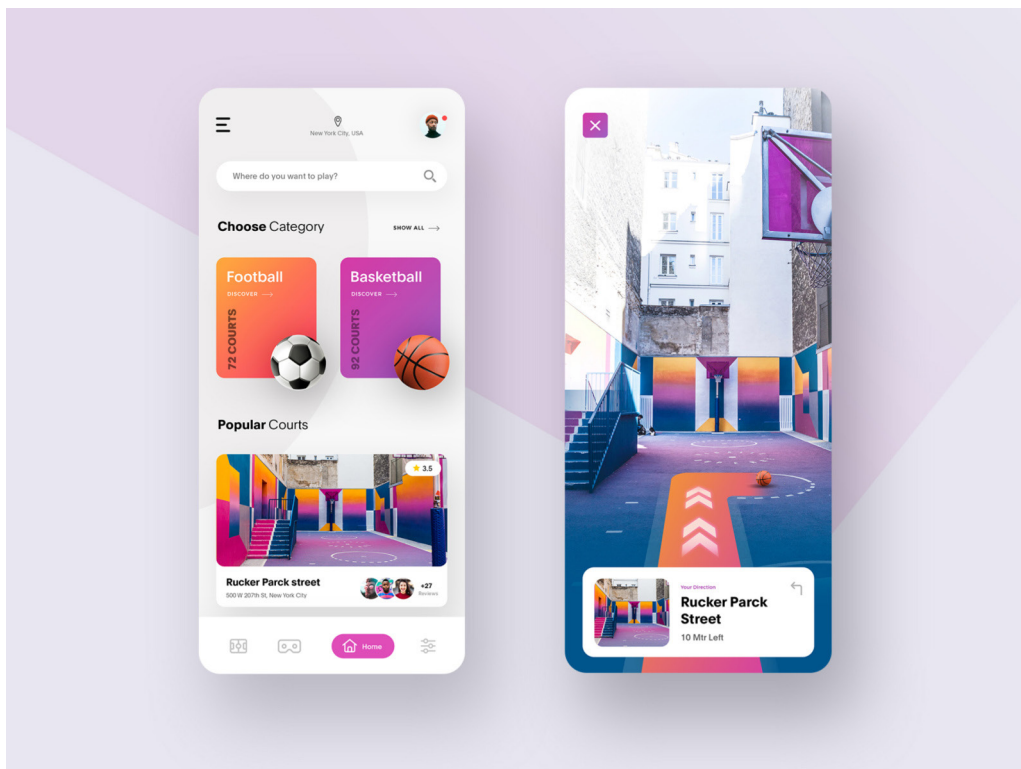 New York City, USA
Where do you want to play?
Choose Category
SHOW ALL
Football
DISCOVER
72 COURTS
Basketball
DISCOVER
92 COURTS
Popular Courts
3.5
Rucker Parck street
500 W 207th St, New York City
+27
Reviews
Home
Your Direction
Rucker Parck
Street
10 Mtr Left